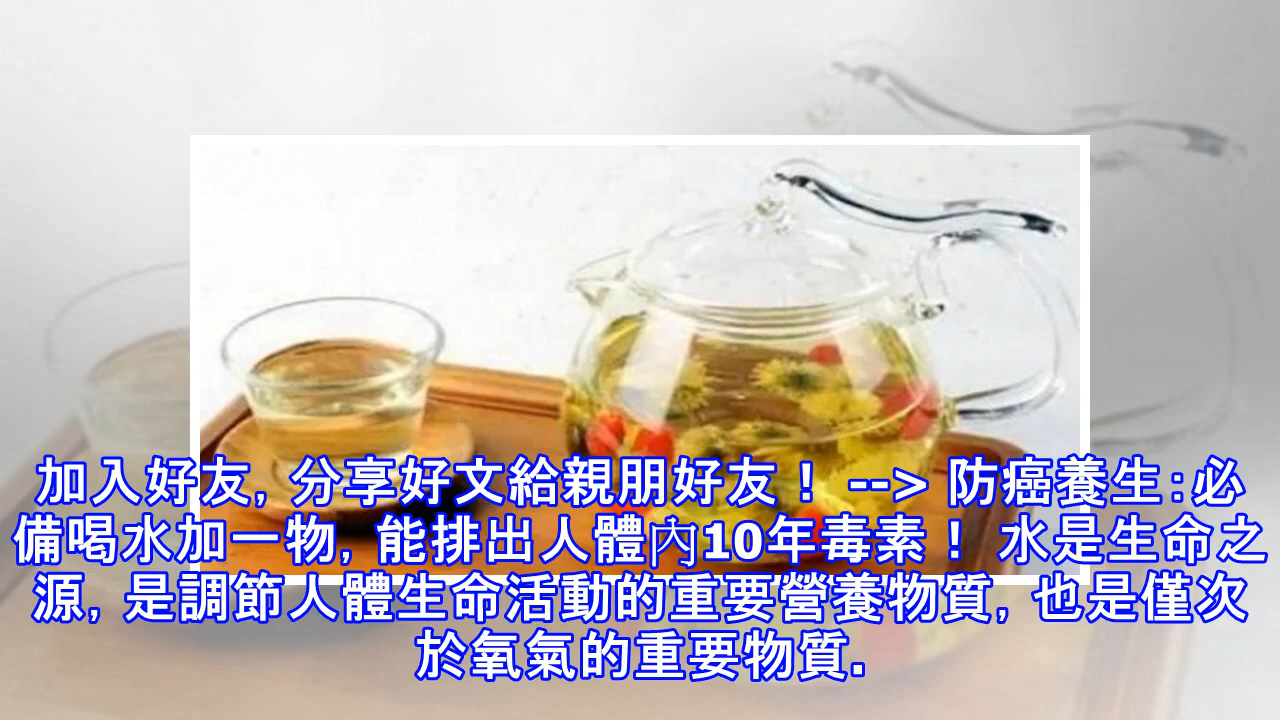 加入好友, 分享好文給親朋好友！ --> 防癌養生:必
備喝水加一物, 能排出人體內10年毒素！ 水是生命之
源, 是調節人體生命活動的重要營養物質, 也是僅次
於氧氣的重要物質.